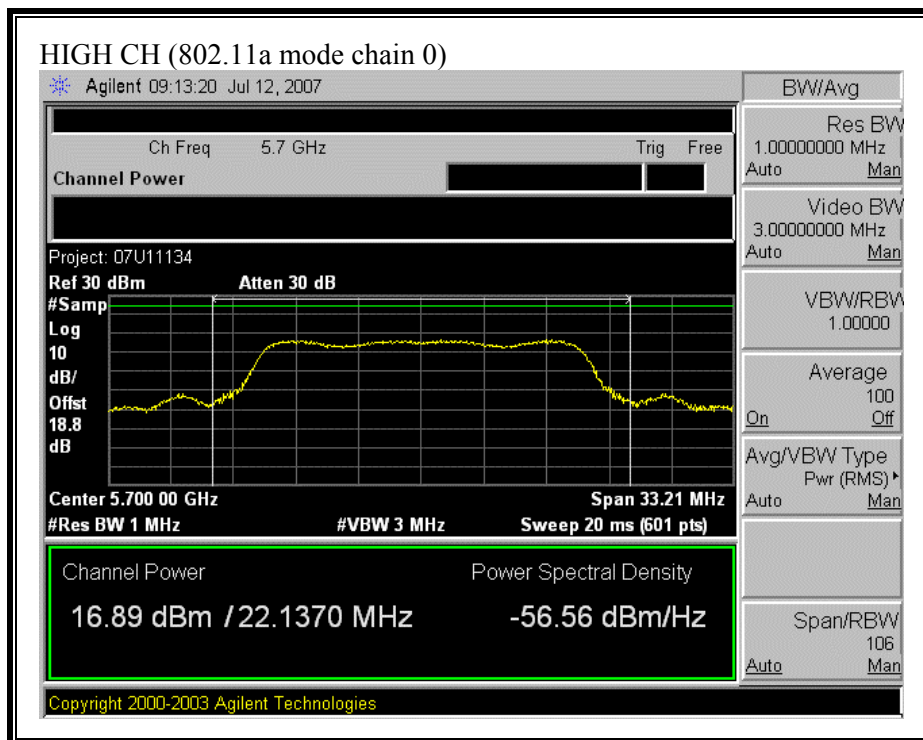 HIGH CH (802.11a mode chain 0)
Agilent 09:13:20 Jul 12, 2007
BW/Avg
Ch Freq 5.7 GHz Trig Free
Channel Power
Project: 07U11134
Ref 30 dBm Atten 30 dB
#Samp
Log
10
dB/
Offst
18.8
dB
Center 5.700 00 GHz Span 33.21 MHz
#Res BW 1 MHz #VBW 3 MHz Sweep 20 ms (601 pts)
Channel Power Power Spectral Density
16.89 dBm / 22.1370 MHz -56.56 dBm/Hz
Copyright 2000-2003 Agilent Technologies
Res BW
1.00000000 MHz
Auto Man
Video BW
3.00000000 MHz
Auto Man
VBW/RBW
1.00000
Average
100
On Off
Avg/VBW Type
Pwr (RMS)
Auto Man
Span/RBW
106
Auto Man